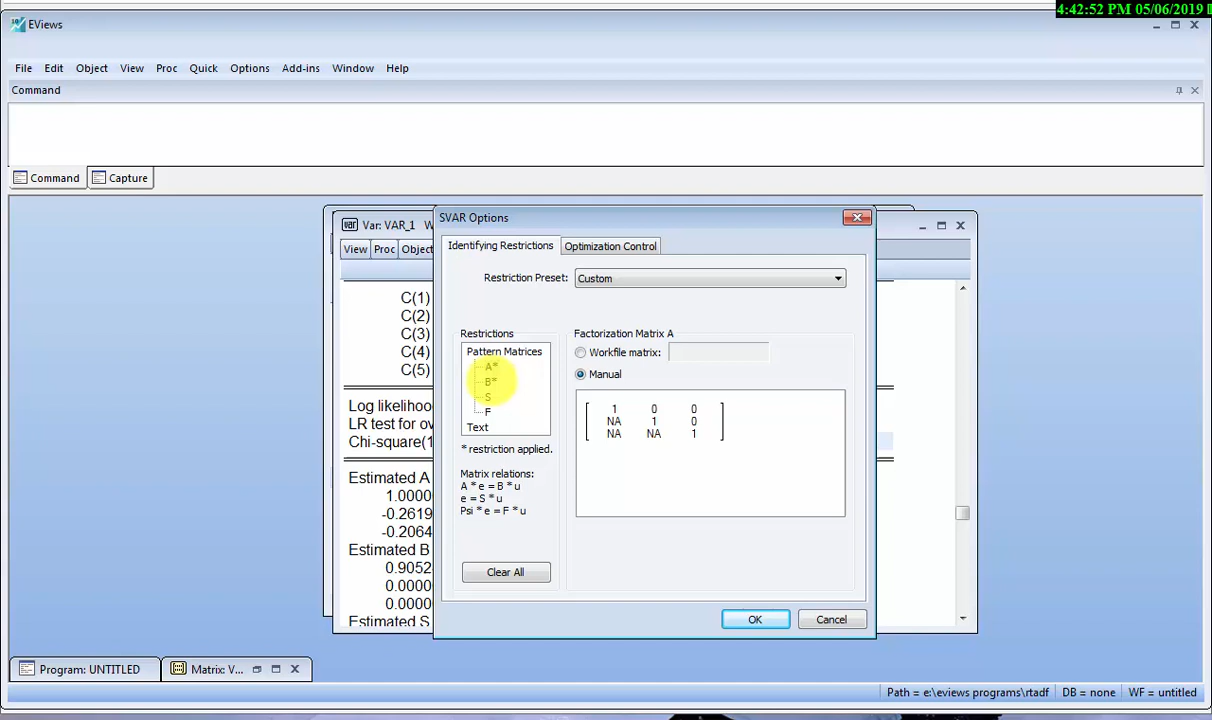 4:42:52 PM 05/06/2019
EViews
File Edit Object View Proc Quick Options Add-ins Window Help
Command
Command Capture
SVAR Options
Var: VAR_1 W
Identifying Restrictions Optimization Control
View Proc Object
Restriction Preset: Custom
C(1)
C(2)
C(3)
C(4)
C(5)
Restrictions
Pattern Matrices
A*
B*
S
F
Text
* restriction applied.
Matrix relations:
A * e = B * u
e = S * u
Psi * e = F * u
Clear All
Factorization Matrix A
Workfile matrix:
Manual
1 0 0
NA 1 0
NA NA 1
Log likelihoo
LR test for ov
Chi-square(1
Estimated A
1.0000
-0.2619
-0.2064
Estimated B
0.9052
0.0000
0.0000
Estimated S
OK Cancel
Program: UNTITLED Matrix: V...
Path = e:\eviews programs\rtadf DB = none WF = untitled